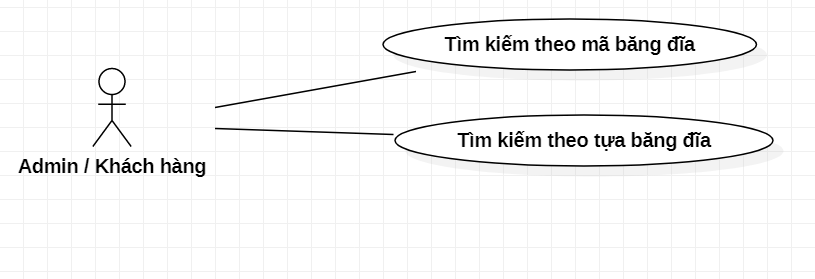 Tìm kiếm theo mã băng đĩa
Tìm kiếm theo tựa băng đĩa
Admin / Khách hàng